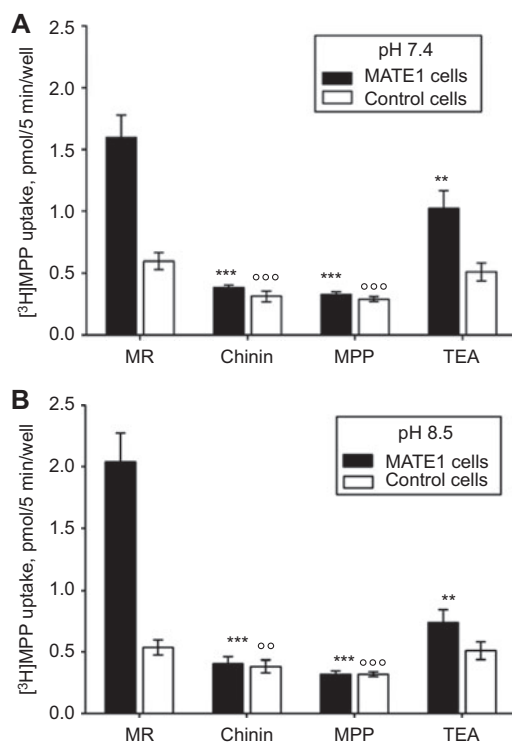 A
pH 7.4
MATE1 cells
Control cells
[³H]MPP uptake, pmol/5 min/well
2.5
2.0
1.5
1.0
0.5
0.0
**
*** °°° *** °°°
MR Chinin MPP TEA
B
pH 8.5
MATE1 cells
Control cells
[³H]MPP uptake, pmol/5 min/well
2.5
2.0
1.5
1.0
0.5
0.0
**
*** °° *** °°°
MR Chinin MPP TEA